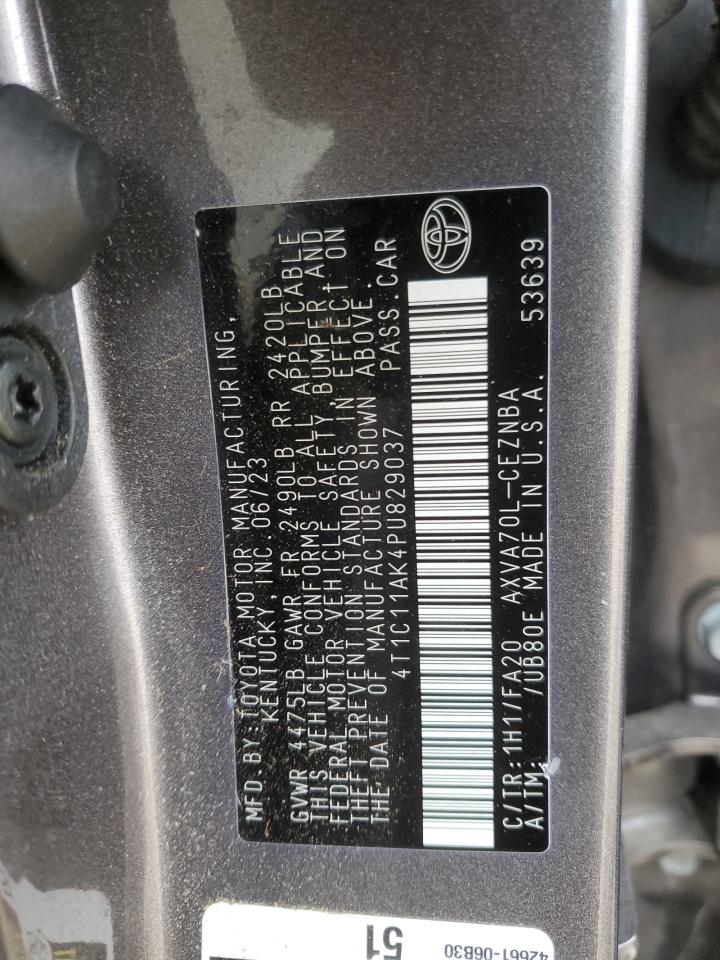 MFD. BY: TOYOTA MOTOR MANUFACTURING,
KENTUCKY, INC. 06/23
GVWR 4475LB GAWR FR 2490LB RR 2420LB
THIS VEHICLE CONFORMS TO ALL APPLICABLE
FEDERAL MOTOR VEHICLE SAFETY, BUMPER AND
THEFT PREVENTION STANDARDS IN EFFECT ON
THE DATE OF MANUFACTURE SHOWN ABOVE.
4T1C11AK4PU829037 PASS.CAR
C/TR:1H1/FA20 AXVA70L-CEZNBA
A/TM: /UB80E MADE IN U.S.A. 53639
51
42661-06B30